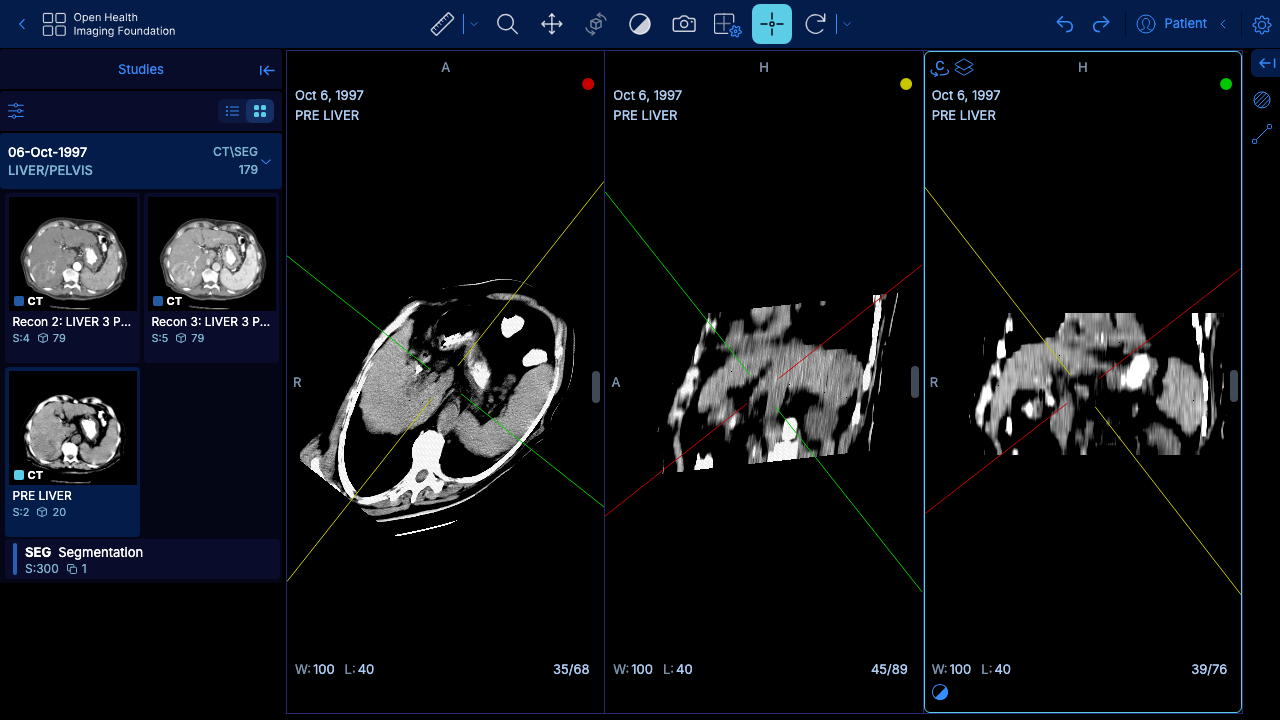 Open Health
Imaging Foundation
Patient
Studies
06-Oct-1997
CT\SEG
LIVER/PELVIS
179
CT
CT
Recon 2: LIVER 3 P...
Recon 3: LIVER 3 P...
S:4 79
S:5 79
CT
PRE LIVER
S:2 20
SEG Segmentation
S:300 1
A
Oct 6, 1997
PRE LIVER
R
W: 100 L: 40
35/68
H
Oct 6, 1997
PRE LIVER
A
W: 100 L: 40
45/89
C
H
Oct 6, 1997
PRE LIVER
R
W: 100 L: 40
39/76